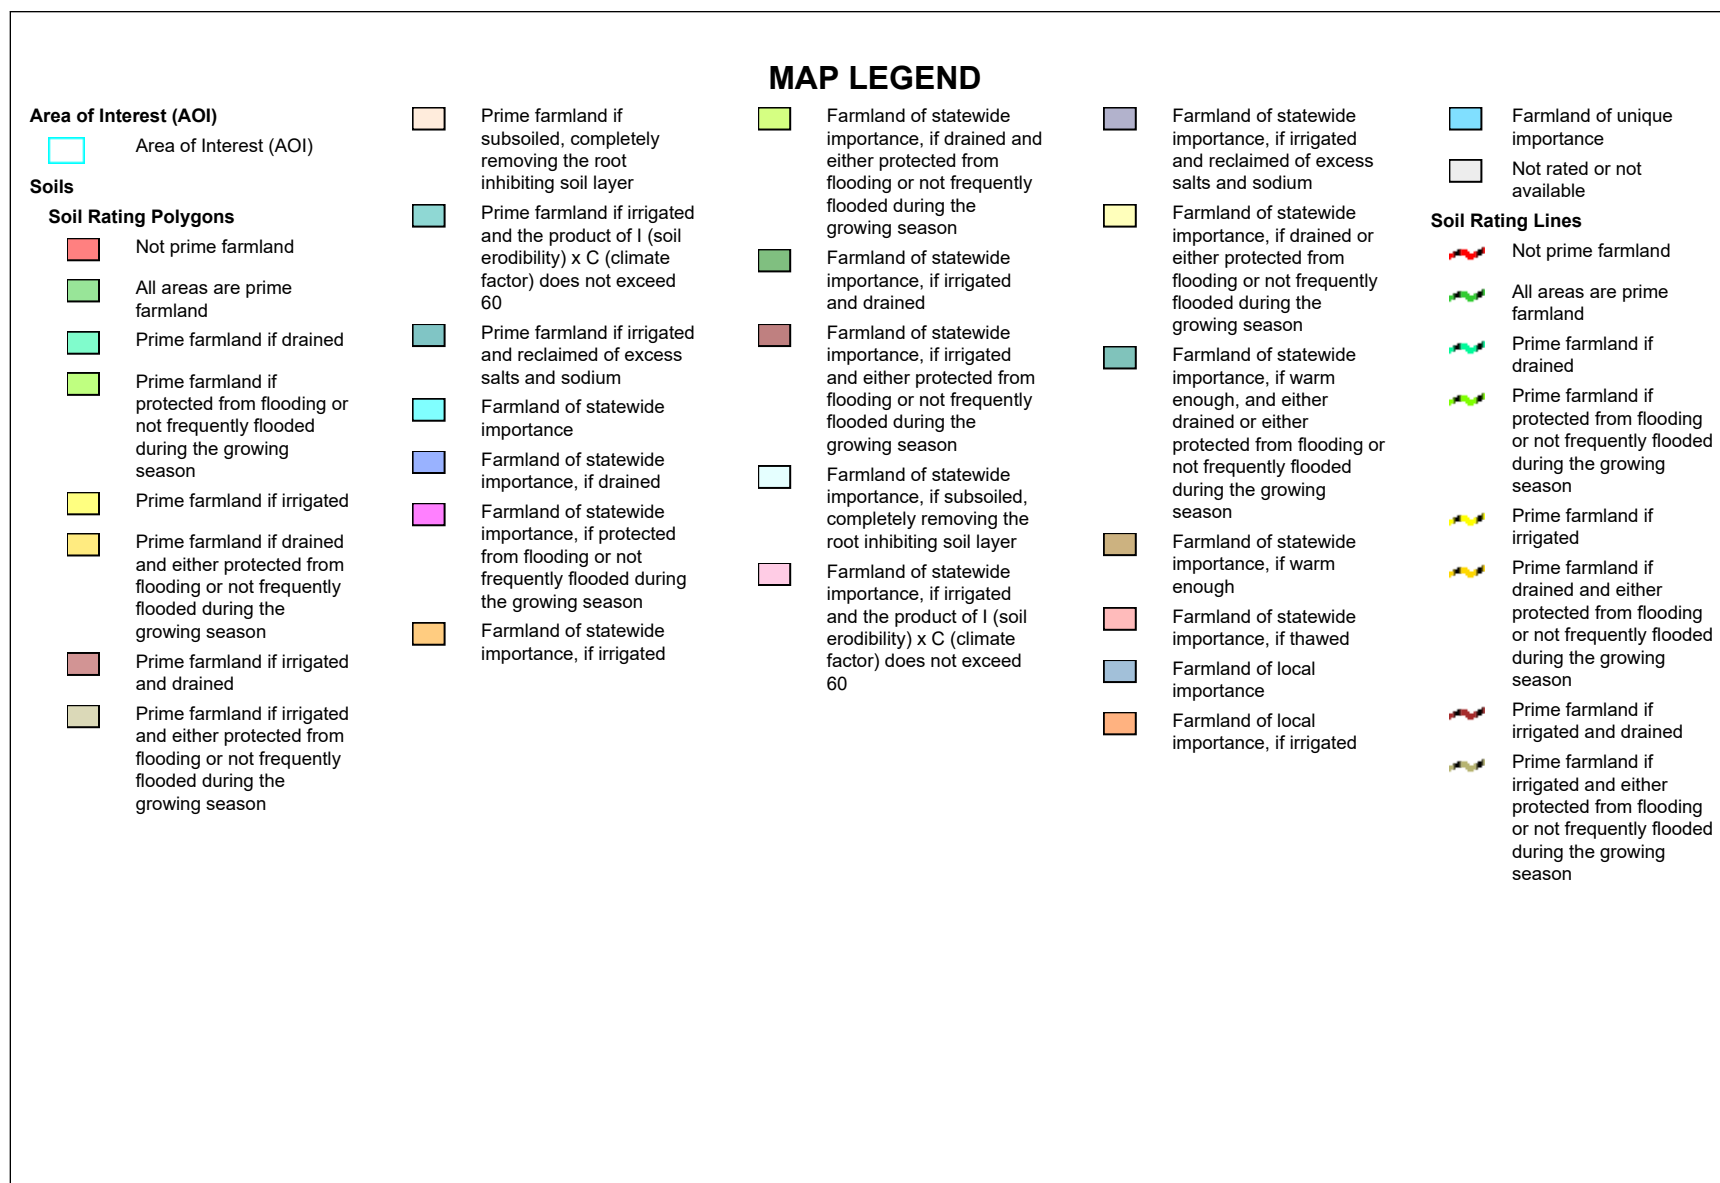 MAP LEGEND
Area of Interest (AOI)
Area of Interest (AOI)
Soils
Soil Rating Polygons
Not prime farmland
All areas are prime
farmland
Prime farmland if drained
Prime farmland if
protected from flooding or
not frequently flooded
during the growing
season
Prime farmland if irrigated
Prime farmland if drained
and either protected from
flooding or not frequently
flooded during the
growing season
Prime farmland if irrigated
and drained
Prime farmland if irrigated
and either protected from
flooding or not frequently
flooded during the
growing season
Prime farmland if
subsoiled, completely
removing the root
inhibiting soil layer
Prime farmland if irrigated
and the product of I (soil
erodibility) x C (climate
factor) does not exceed
60
Prime farmland if irrigated
and reclaimed of excess
salts and sodium
Farmland of statewide
importance
Farmland of statewide
importance, if drained
Farmland of statewide
importance, if protected
from flooding or not
frequently flooded during
the growing season
Farmland of statewide
importance, if irrigated
Farmland of statewide
importance, if drained and
either protected from
flooding or not frequently
flooded during the
growing season
Farmland of statewide
importance, if irrigated
and drained
Farmland of statewide
importance, if irrigated
and either protected from
flooding or not frequently
flooded during the
growing season
Farmland of statewide
importance, if subsoiled,
completely removing the
root inhibiting soil layer
Farmland of statewide
importance, if irrigated
and the product of I (soil
erodibility) x C (climate
factor) does not exceed
60
Farmland of statewide
importance, if irrigated
and reclaimed of excess
salts and sodium
Farmland of statewide
importance, if drained or
either protected from
flooding or not frequently
flooded during the
growing season
Farmland of statewide
importance, if warm
enough, and either
drained or either
protected from flooding or
not frequently flooded
during the growing
season
Farmland of statewide
importance, if warm
enough
Farmland of statewide
importance, if thawed
Farmland of local
importance
Farmland of local
importance, if irrigated
Farmland of unique
importance
Not rated or not
available
Soil Rating Lines
Not prime farmland
All areas are prime
farmland
Prime farmland if
drained
Prime farmland if
protected from flooding
or not frequently flooded
during the growing
season
Prime farmland if
irrigated
Prime farmland if
drained and either
protected from flooding
or not frequently flooded
during the growing
season
Prime farmland if
irrigated and drained
Prime farmland if
irrigated and either
protected from flooding
or not frequently flooded
during the growing
season